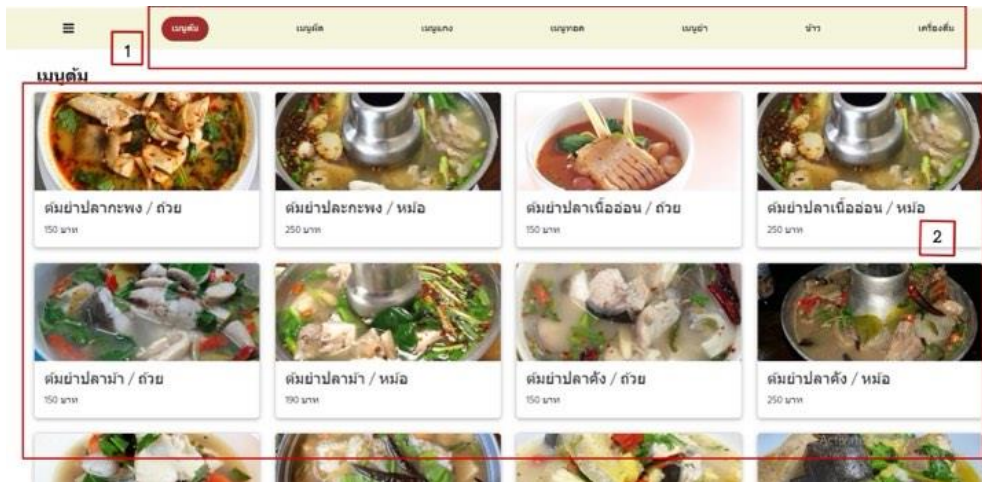 เมนูต้ม เมนูผัด เมนูแกง เมนูทอด เมนูยำ ข้าว เครื่องดื่ม
1
เมนูต้ม
ต้มยำปลากะพง / ถ้วย
150 บาท
ต้มยำปละกะพง / หม้อ
250 บาท
ต้มยำปลาเนื้ออ่อน / ถ้วย
150 บาท
ต้มยำปลาเนื้ออ่อน / หม้อ
250 บาท
2
ต้มยำปลาม้า / ถ้วย
150 บาท
ต้มยำปลาม้า / หม้อ
190 บาท
ต้มยำปลาคัง / ถ้วย
150 บาท
ต้มยำปลาคัง / หม้อ
250 บาท